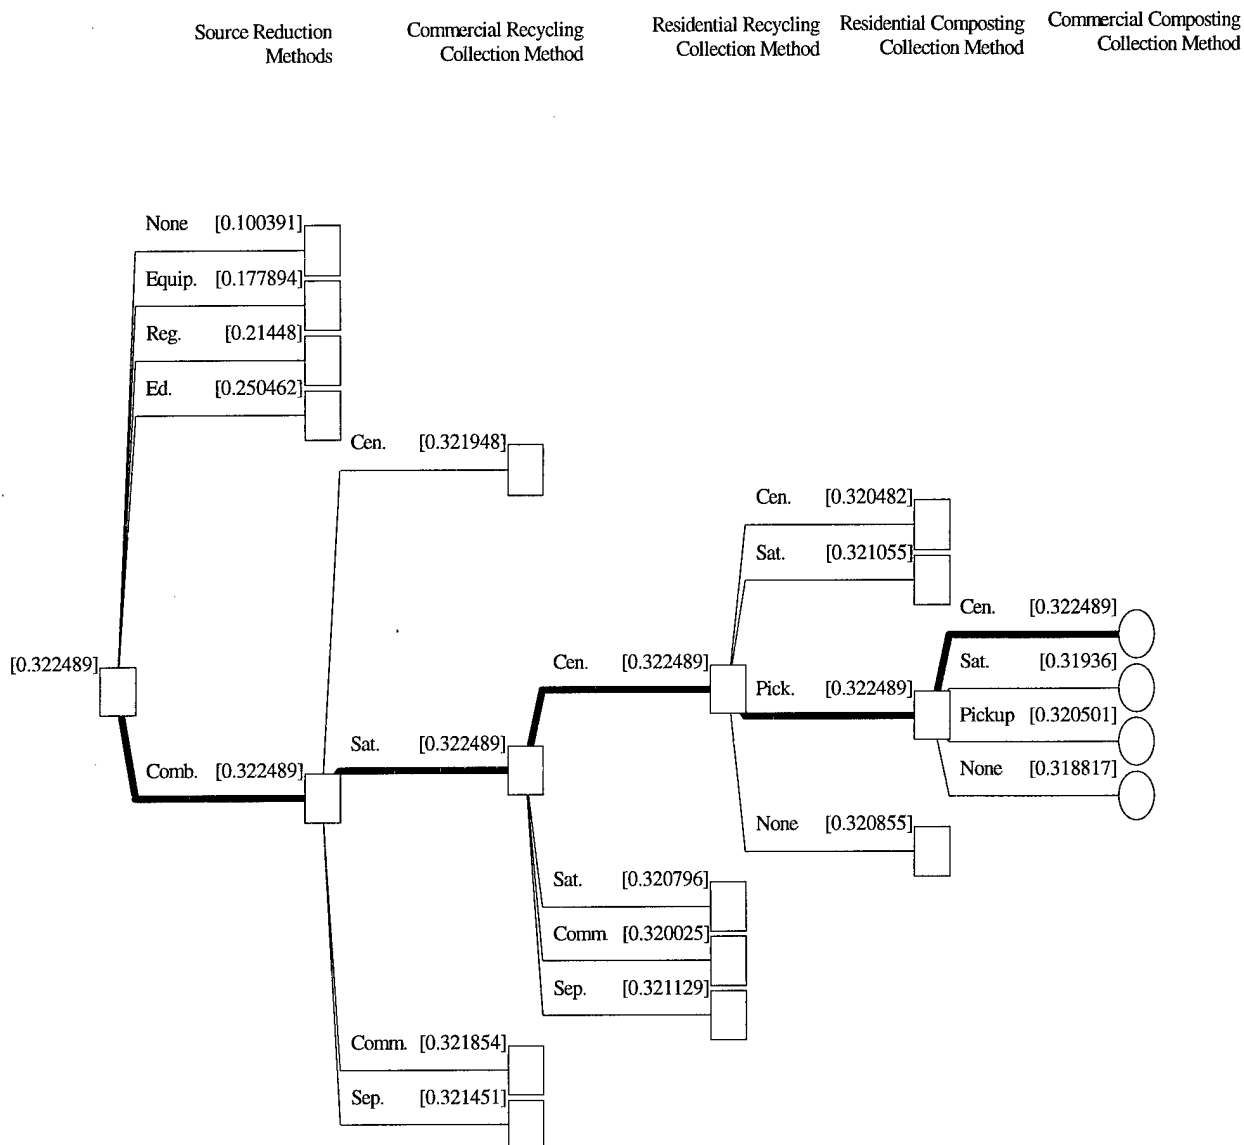 Source Reduction
Methods
Commercial Recycling
Collection Method
Residential Recycling
Collection Method
Residential Composting
Collection Method
Commercial Composting
Collection Method
None [0.100391]
Equip. [0.177894]
Reg. [0.21448]
Ed. [0.250462]
Cen. [0.321948]
Cen. [0.320482]
Sat. [0.321055]
Cen. [0.322489]
[0.322489]
Cen. [0.322489]
Sat. [0.31936]
Pick. [0.322489]
Pickup [0.320501]
Sat. [0.322489]
Comb. [0.322489]
None [0.318817]
None [0.320855]
Sat. [0.320796]
Comm [0.320025]
Sep. [0.321129]
Comm. [0.321854]
Sep. [0.321451]